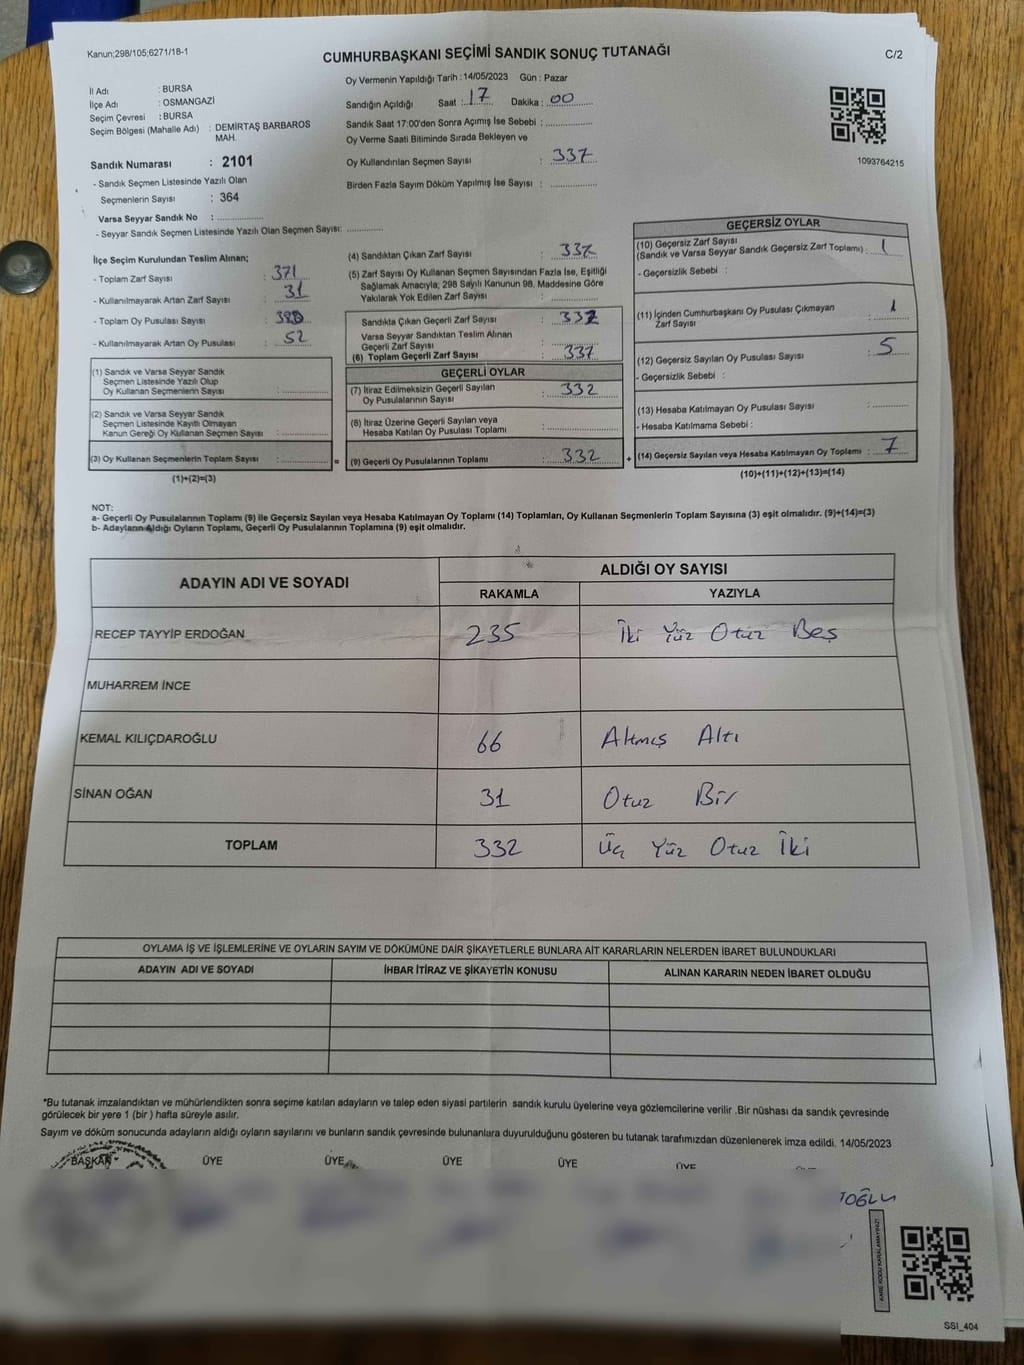 Kanun;298/105;6271/18-1
CUMHURBAŞKANI SEÇİMİ SANDIK SONUÇ TUTANAĞI
C/2
İl Adı : BURSA
İlçe Adı : OSMANGAZİ
Seçim Çevresi : BURSA
Seçim Bölgesi (Mahalle Adı) : DEMİRTAŞ BARBAROS
MAH.
Sandık Numarası : 2101
- Sandık Seçmen Listesinde Yazılı Olan
Seçmenlerin Sayısı : 364
Varsa Seyyar Sandık No : ..................
- Seyyar Sandık Seçmen Listesinde Yazılı Olan Seçmen Sayısı: ............
Oy Vermenin Yapıldığı Tarih : 14/05/2023 Gün : Pazar
Sandığın Açıldığı Saat : 17 Dakika : 00
Sandık Saat 17:00'den Sonra Açımış İse Sebebi : ...............
Oy Verme Saati Bitiminde Sırada Bekleyen ve
Oy Kullandırılan Seçmen Sayısı : 337
Birden Fazla Sayım Döküm Yapılmış İse Sayısı : ...............
1093764215
İlçe Seçim Kurulundan Teslim Alınan;
- Toplam Zarf Sayısı : 371
- Kullanılmayarak Artan Zarf Sayısı : 31
- Toplam Oy Pusulası Sayısı :
- Kullanılmayarak Artan Oy Pusulası : 52
(1) Sandık ve Varsa Seyyar Sandık
Seçmen Listesinde Yazılı Olup
Oy Kullanan Seçmenlerin Sayısı : ...............
(2) Sandık ve Varsa Seyyar Sandık
Seçmen Listesinde Kayıtlı Olmayan
Kanun Gereği Oy Kullanan Seçmen Sayısı : ...............
(3) Oy Kullanan Seçmenlerin Toplam Sayısı : ............... =
(1)+(2)=(3)
(4) Sandıktan Çıkan Zarf Sayısı : 337
(5) Zarf Sayısı Oy Kullanan Seçmen Sayısından Fazla İse, Eşitliği
Sağlamak Amacıyla; 298 Sayılı Kanunun 98. Maddesine Göre
Yakılarak Yok Edilen Zarf Sayısı : ...............
Sandıkta Çıkan Geçerli Zarf Sayısı : 337
Varsa Seyyar Sandıktan Teslim Alınan
Geçerli Zarf Sayısı : ...............
(6) Toplam Geçerli Zarf Sayısı : 337
GEÇERLİ OYLAR
(7) İtiraz Edilmeksizin Geçerli Sayılan
Oy Pusulalarının Sayısı : 332
(8) İtiraz Üzerine Geçerli Sayılan veya
Hesaba Katılan Oy Pusulası Toplamı : ...............
(9) Geçerli Oy Pusulalarının Toplamı : 332 +
GEÇERSİZ OYLAR
(10) Geçersiz Zarf Sayısı
(Sandık ve Varsa Seyyar Sandık Geçersiz Zarf Toplamı) : 1
- Geçersizlik Sebebi :
(11) İçinden Cumhurbaşkanı Oy Pusulası Çıkmayan
Zarf Sayısı : 1
(12) Geçersiz Sayılan Oy Pusulası Sayısı : 5
- Geçersizlik Sebebi :
(13) Hesaba Katılmayan Oy Pusulası Sayısı : ...............
- Hesaba Katılmama Sebebi :
(14) Geçersiz Sayılan veya Hesaba Katılmayan Oy Toplamı : 7
(10)+(11)+(12)+(13)=(14)
NOT:
a- Geçerli Oy Pusulalarının Toplamı (9) ile Geçersiz Sayılan veya Hesaba Katılmayan Oy Toplamı (14) Toplamları, Oy Kullanan Seçmenlerin Toplam Sayısına (3) eşit olmalıdır. (9)+(14)=(3)
b- Adayların Aldığı Oyların Toplamı, Geçerli Oy Pusulalarının Toplamına (9) eşit olmalıdır.
ADAYIN ADI VE SOYADI
ALDIĞI OY SAYISI
RAKAMLA YAZIYLA
RECEP TAYYİP ERDOĞAN 235 İki Yüz Otuz Beş
MUHARREM İNCE
KEMAL KILIÇDAROĞLU 66 Altmış Altı
SİNAN OĞAN 31 Otuz Bir
TOPLAM 332 Üç Yüz Otuz İki
OYLAMA İŞ VE İŞLEMLERİNE VE OYLARIN SAYIM VE DÖKÜMÜNE DAİR ŞİKAYETLERLE BUNLARA AİT KARARLARIN NELERDEN İBARET BULUNDUKLARI
ADAYIN ADI VE SOYADI İHBAR İTİRAZ VE ŞİKAYETİN KONUSU ALINAN KARARIN NEDEN İBARET OLDUĞU
*Bu tutanak imzalandıktan ve mühürlendikten sonra seçime katılan adayların ve talep eden siyasi partilerin sandık kurulu üyelerine veya gözlemcilerine verilir .Bir nüshası da sandık çevresinde
görülecek bir yere 1 (bir ) hafta süreyle asılır.
Sayım ve döküm sonucunda adayların aldığı oyların sayılarını ve bunların sandık çevresinde bulunanlara duyurulduğunu gösteren bu tutanak tarafımızdan düzenlenerek imza edildi. 14/05/2023
BAŞKAN ÜYE ÜYE ÜYE ÜYE ÜYE
KARE KODU KARALAMAYINIZ!
SSİ_404